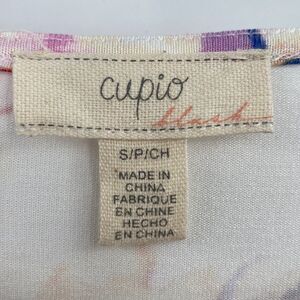 cupio
blush
S/P/CH
MADE IN
CHINA
FABRIQUE
EN CHINE
HECHO
EN CHINA